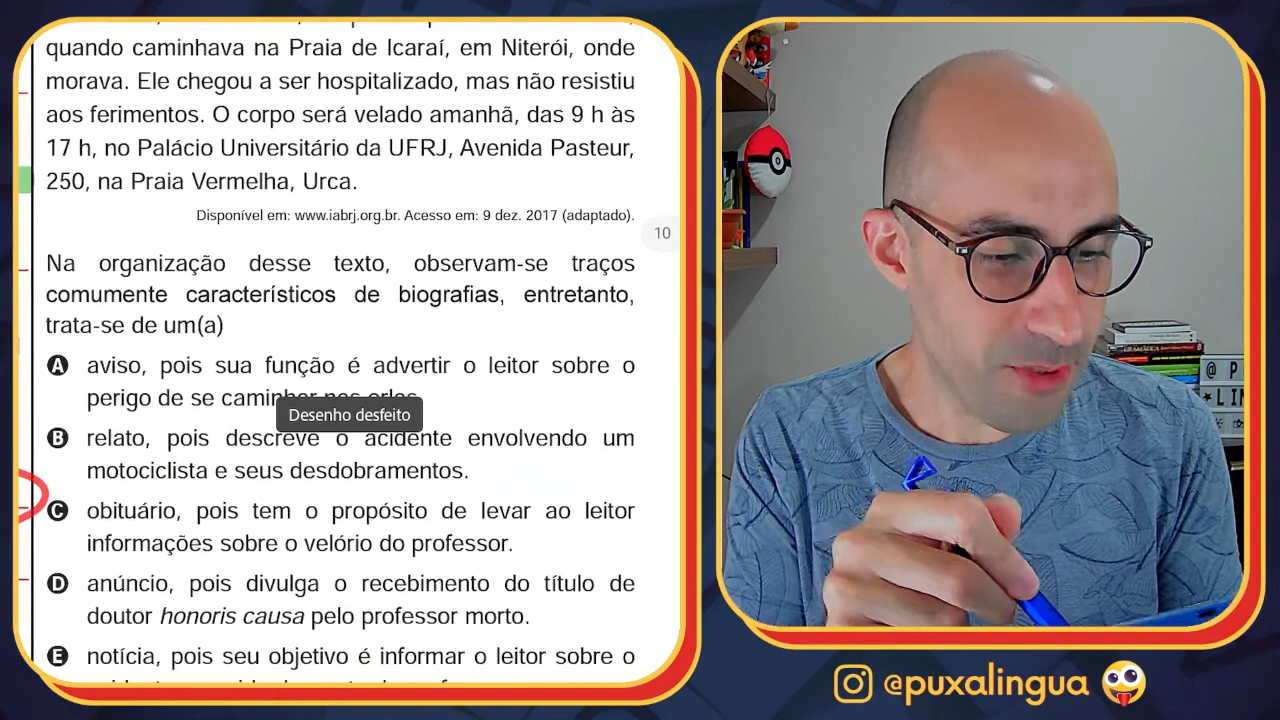 quando caminhava na Praia de Icaraí, em Niterói, onde
morava. Ele chegou a ser hospitalizado, mas não resistiu
aos ferimentos. O corpo será velado amanhã, das 9 h às
17 h, no Palácio Universitário da UFRJ, Avenida Pasteur,
250, na Praia Vermelha, Urca.
Disponível em: www.iabrj.org.br. Acesso em: 9 dez. 2017 (adaptado).
10
Na organização desse texto, observam-se traços
comumente característicos de biografias, entretanto,
trata-se de um(a)
A aviso, pois sua função é advertir o leitor sobre o
perigo de se caminhar nas orlas.
Desenho desfeito
B relato, pois descreve o acidente envolvendo um
motociclista e seus desdobramentos.
C obituário, pois tem o propósito de levar ao leitor
informações sobre o velório do professor.
D anúncio, pois divulga o recebimento do título de
doutor honoris causa pelo professor morto.
E notícia, pois seu objetivo é informar o leitor sobre o
@ P
LIN
@puxalingua